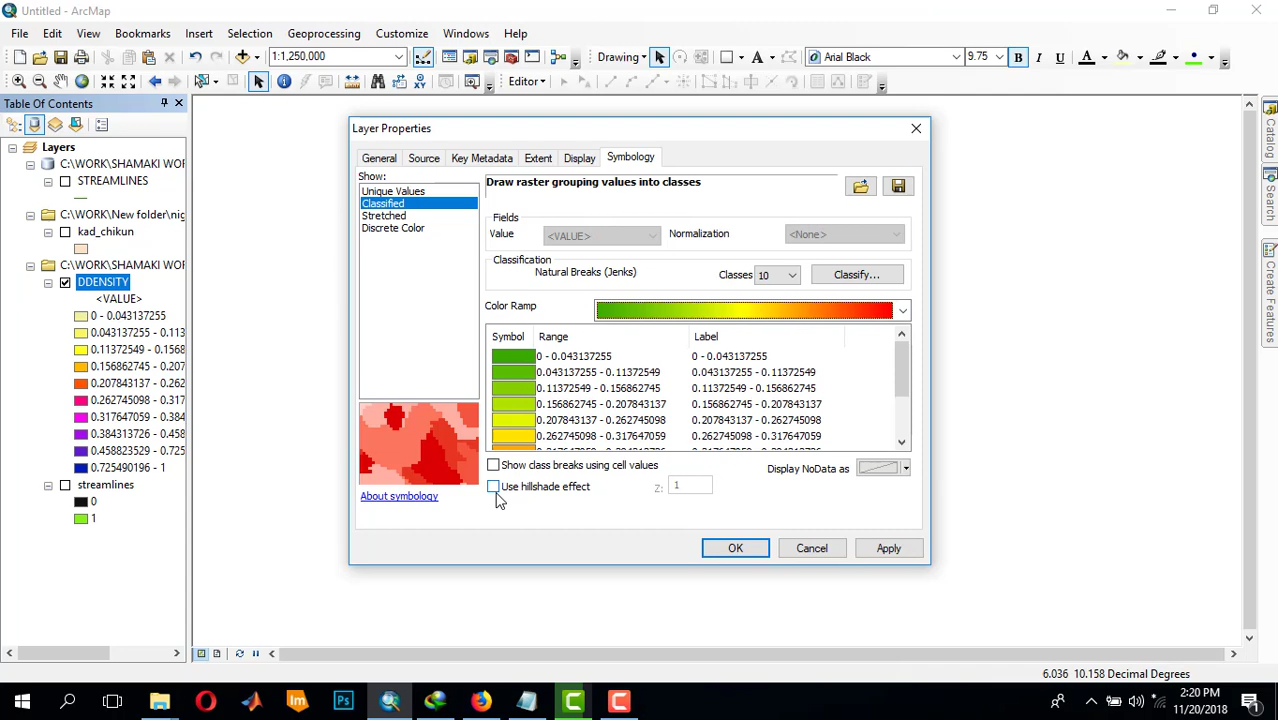 Untitled - ArcMap
File Edit View Bookmarks Insert Selection Geoprocessing Customize Windows Help
1:1,250,000 Drawing Arial Black 9.75 B I U A
Editor
Table Of Contents
Layers
C:\WORK\SHAMAKI WO
STREAMLINES
C:\WORK\New folder\nig
kad_chikun
C:\WORK\SHAMAKI WO
DDENSITY
<VALUE>
0 - 0.043137255
0.043137255 - 0.113
0.11372549 - 0.1568
0.156862745 - 0.207
0.207843137 - 0.262
0.262745098 - 0.317
0.317647059 - 0.384
0.384313726 - 0.458
0.458823529 - 0.725
0.725490196 - 1
streamlines
0
1
Layer Properties
General Source Key Metadata Extent Display Symbology
Show:
Unique Values
Classified
Stretched
Discrete Color
About symbology
Draw raster grouping values into classes
Fields
Value <VALUE> Normalization <None>
Classification
Natural Breaks (Jenks) Classes 10 Classify...
Color Ramp
Symbol Range Label
0 - 0.043137255 0 - 0.043137255
0.043137255 - 0.11372549 0.043137255 - 0.11372549
0.11372549 - 0.156862745 0.11372549 - 0.156862745
0.156862745 - 0.207843137 0.156862745 - 0.207843137
0.207843137 - 0.262745098 0.207843137 - 0.262745098
0.262745098 - 0.317647059 0.262745098 - 0.317647059
Show class breaks using cell values Display NoData as
Use hillshade effect Z: 1
OK Cancel Apply
Catalog
Search
Create Features
6.036 10.158 Decimal Degrees
2:20 PM
11/20/2018